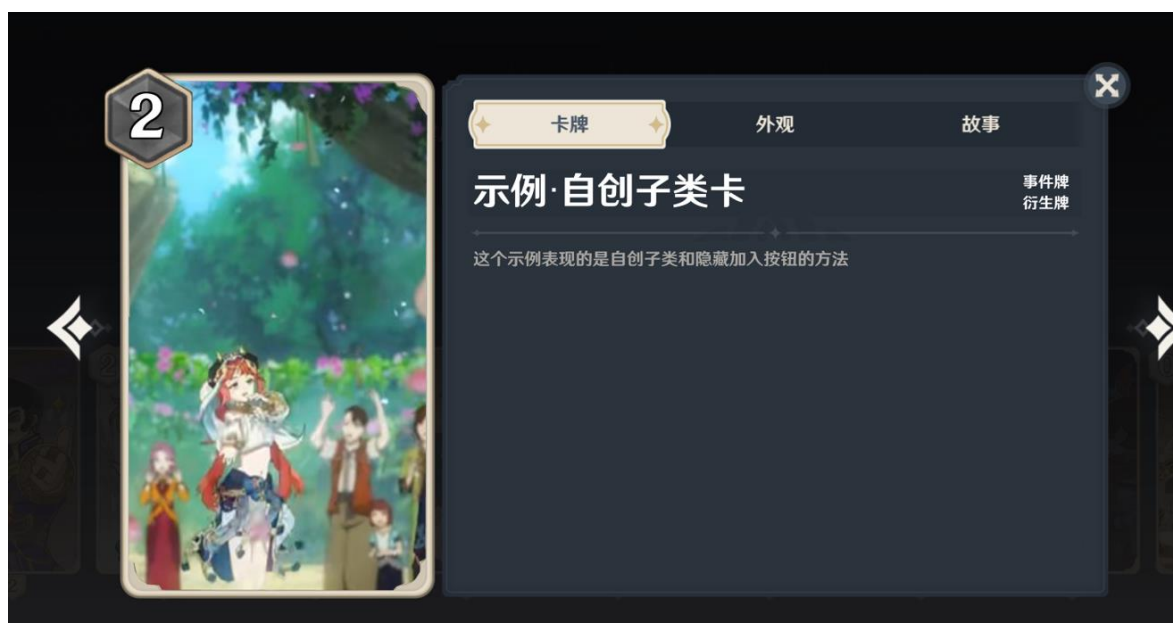 2
卡牌
外观
故事
示例·自创子类卡
事件牌
衍生牌
这个示例表现的是自创子类和隐藏加入按钮的方法